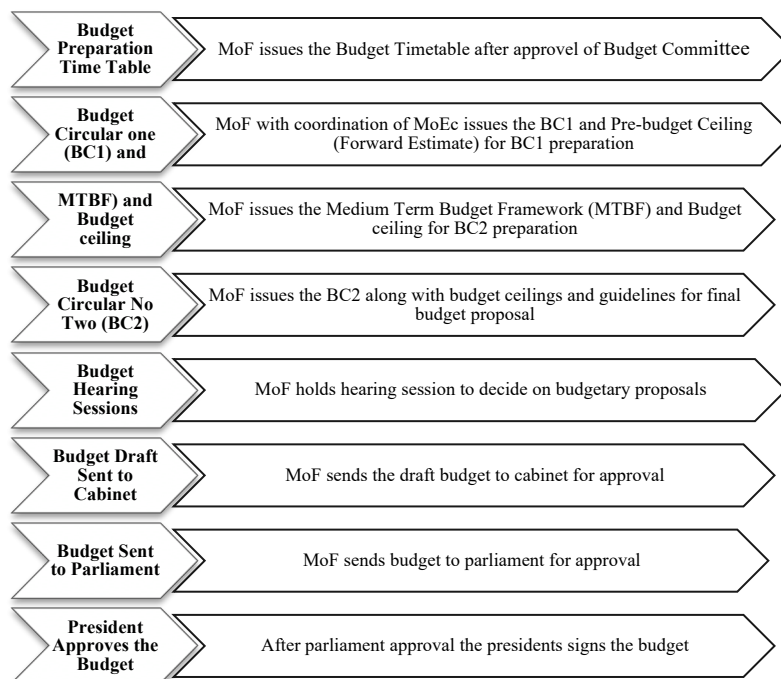 Budget
Preparation
Time Table
MoF issues the Budget Timetable after approvel of Budget Committee
Budget
Circular one
(BC1) and
MoF with coordination of MoEc issues the BC1 and Pre-budget Ceiling
(Forward Estimate) for BC1 preparation
MTBF) and
Budget
ceiling
MoF issues the Medium Term Budget Framework (MTBF) and Budget
ceiling for BC2 preparation
Budget
Circular No
Two (BC2)
MoF issues the BC2 along with budget ceilings and guidelines for final
budget proposal
Budget
Hearing
Sessions
MoF holds hearing session to decide on budgetary proposals
Budget Draft
Sent to
Cabinet
MoF sends the draft budget to cabinet for approval
Budget Sent
to Parliament
MoF sends budget to parliament for approval
President
Approves the
Budget
After parliament approval the presidents signs the budget